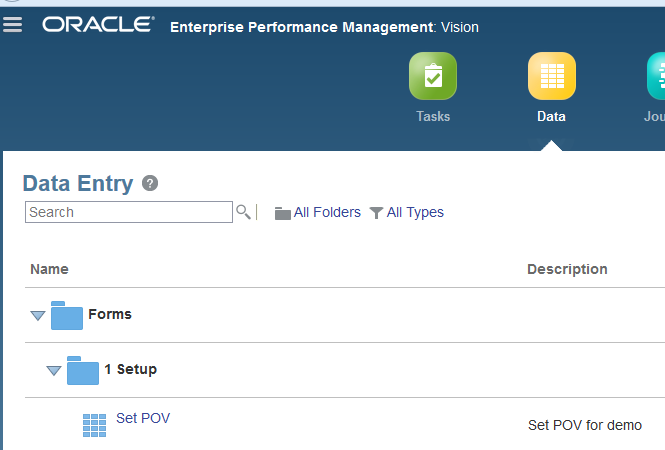 ORACLE Enterprise Performance Management: Vision
Tasks Data Jou
Data Entry ?
Search All Folders All Types
Name Description
Forms
1 Setup
Set POV Set POV for demo